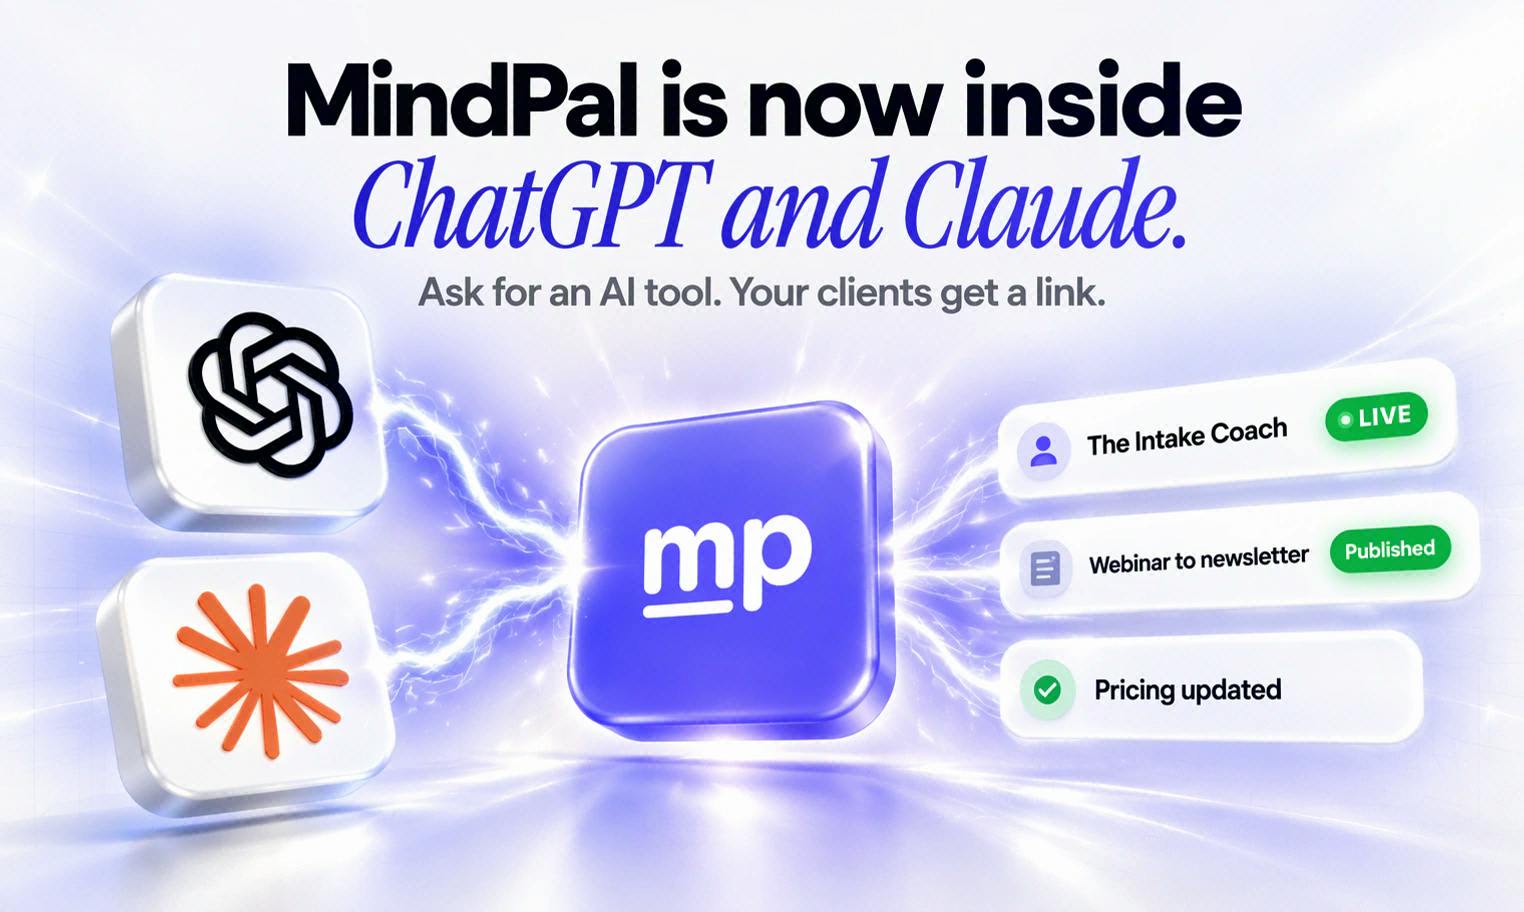 MindPal is now inside
ChatGPT and Claude.
Ask for an AI tool. Your clients get a link.
mp
The Intake Coach
LIVE
Webinar to newsletter
Published
Pricing updated